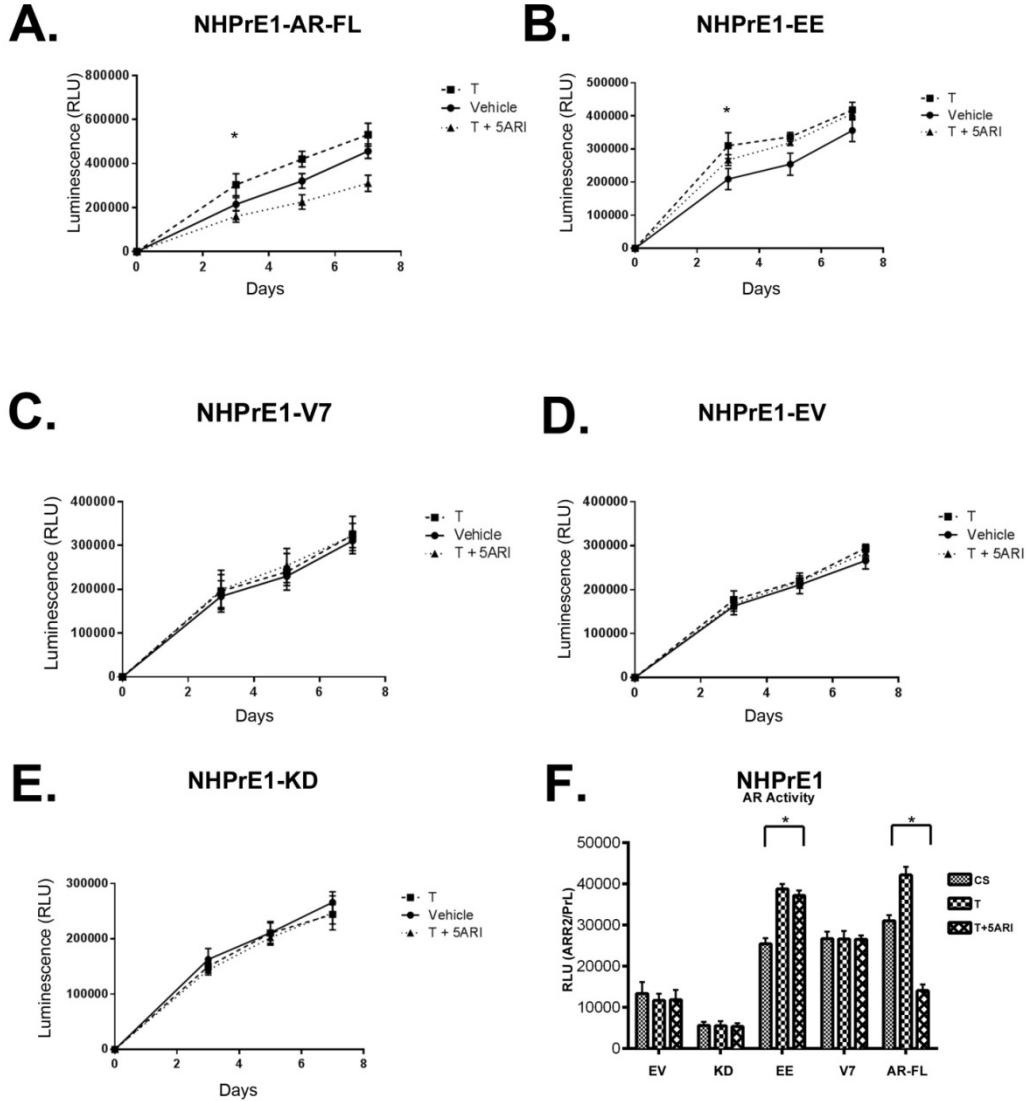 A.
NHPrE1-AR-FL
Luminescence (RLU)
800000
600000
400000
200000
0
*
0 2 4 6 8
Days
T
Vehicle
T + 5ARI
B.
NHPrE1-EE
Luminescence (RLU)
500000
400000
300000
200000
100000
0
*
0 2 4 6 8
Days
T
Vehicle
T + 5ARI
C.
NHPrE1-V7
Luminescence (RLU)
400000
300000
200000
100000
0
0 2 4 6 8
Days
T
Vehicle
T + 5ARI
D.
NHPrE1-EV
Luminescence (RLU)
400000
300000
200000
100000
0
0 2 4 6 8
Days
T
Vehicle
T + 5ARI
E.
NHPrE1-KD
Luminescence (RLU)
300000
200000
100000
0
0 2 4 6 8
Days
T
Vehicle
T + 5ARI
F.
NHPrE1
AR Activity
RLU (ARR2/PrL)
50000
40000
30000
20000
10000
0
* *
EV KD EE V7 AR-FL
CS
T
T+5ARI